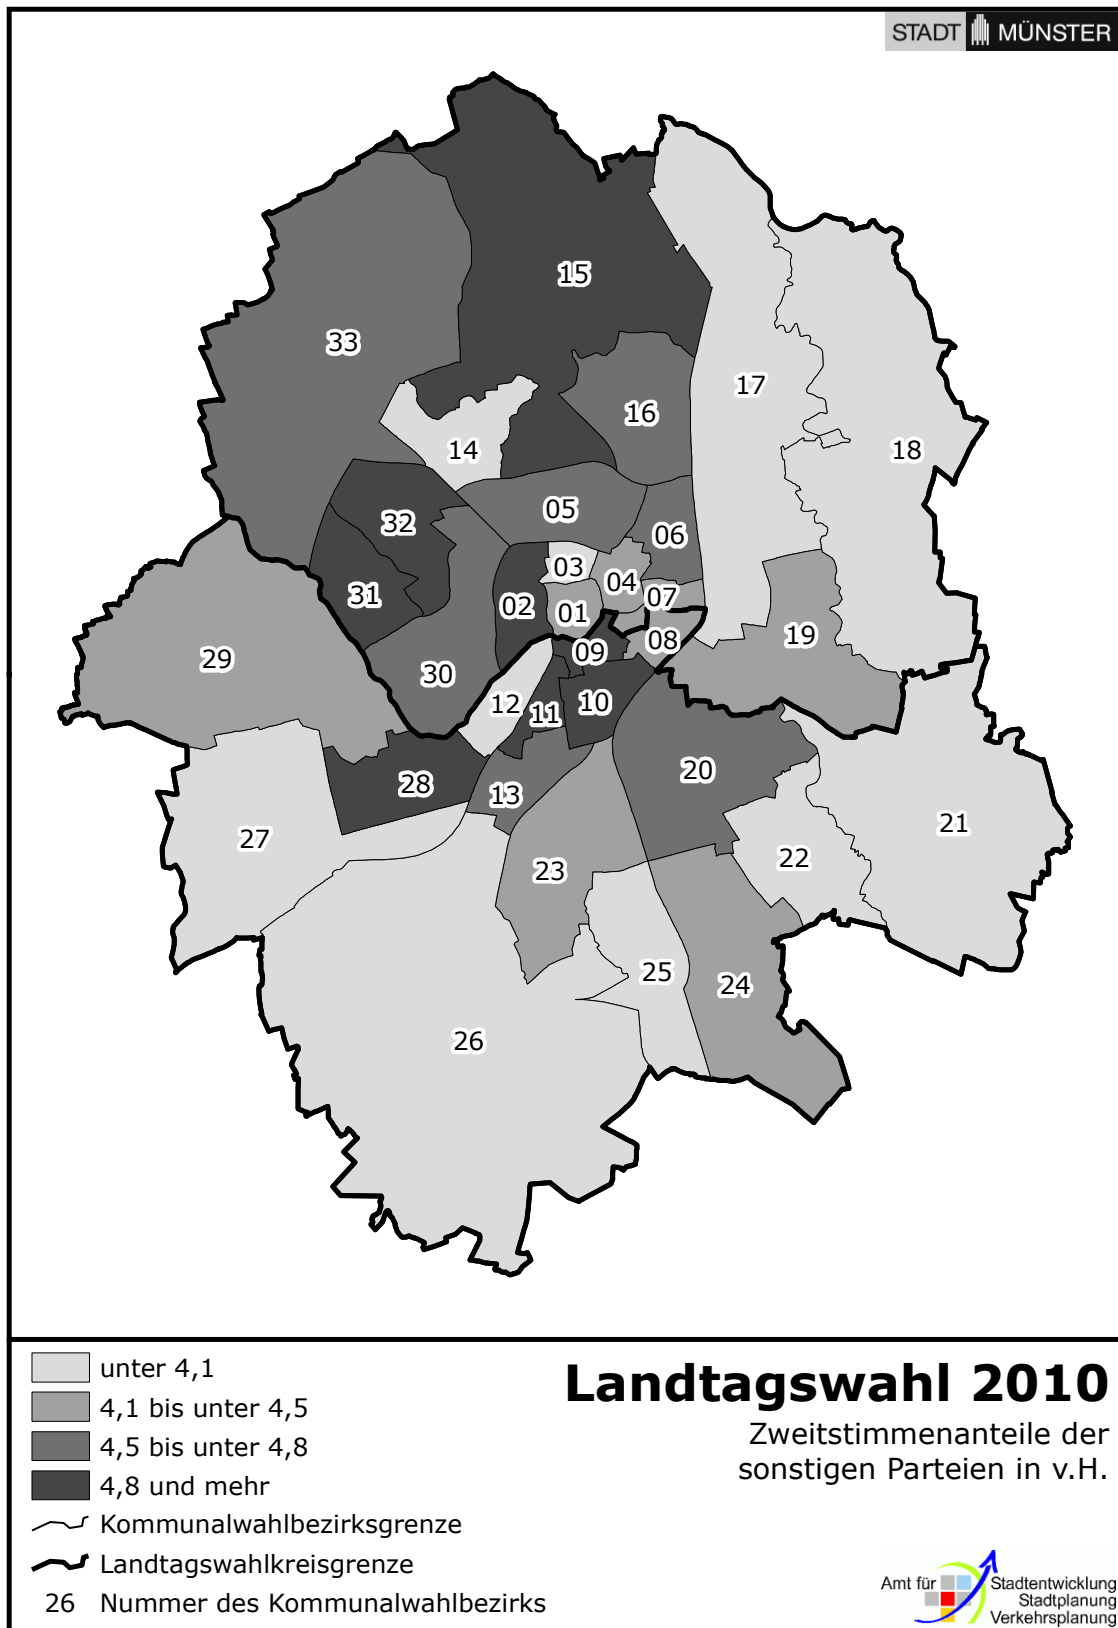 STADT MÜNSTER
15
33
17
16
14
18
05
32
06
03
04
31
02
07
01
19
08
09
29
30
12
10
11
20
28
13
21
27
22
23
25
24
26
unter 4,1
4,1 bis unter 4,5
4,5 bis unter 4,8
4,8 und mehr
Kommunalwahlbezirksgrenze
Landtagswahlkreisgrenze
26 Nummer des Kommunalwahlbezirks
Landtagswahl 2010
Zweitstimmenanteile der
sonstigen Parteien in v.H.
Amt für Stadtentwicklung
Stadtplanung
Verkehrsplanung